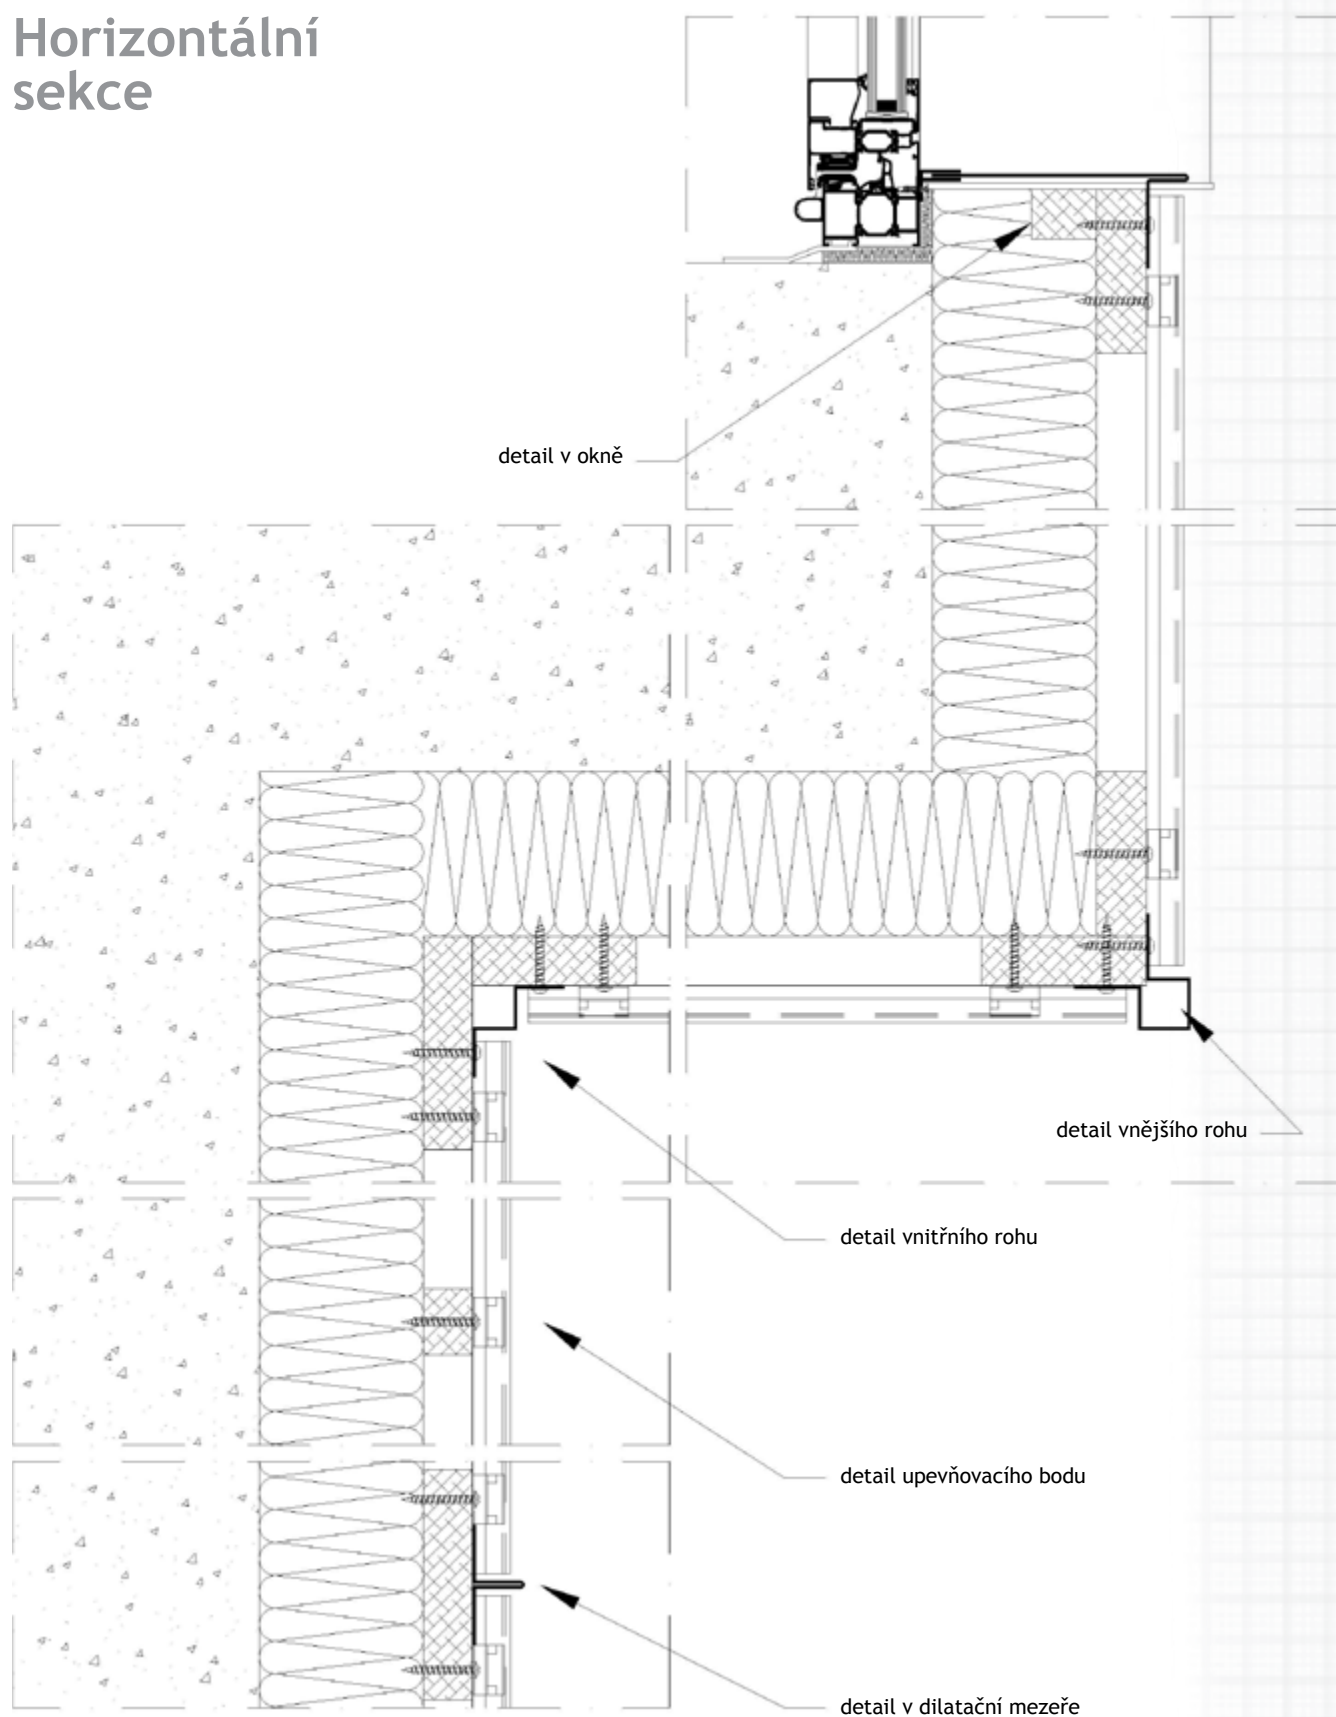 Horizontální
sekce
detail v okně
detail vnějšího rohu
detail vnitřního rohu
detail upevňovacího bodu
detail v dilatační mezeře